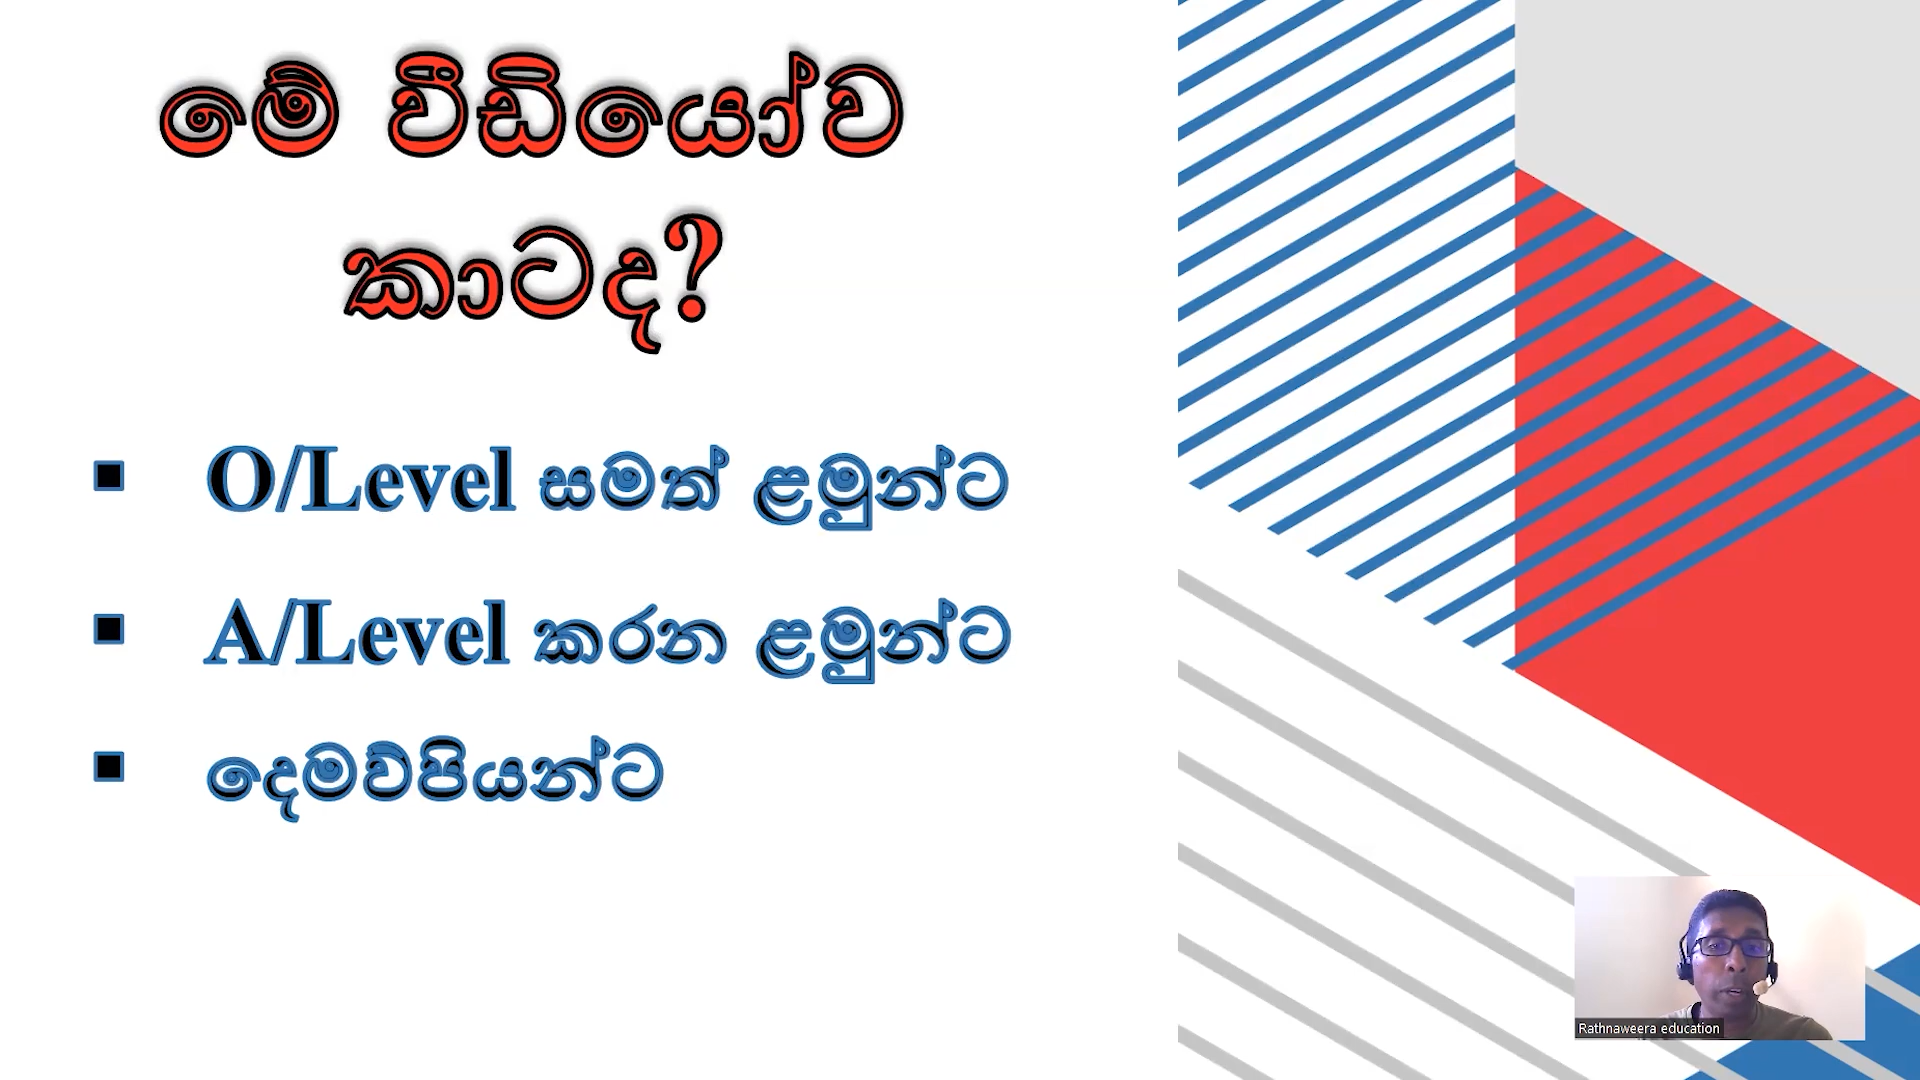 මේ වීඩියෝව
කාටද?
▪ O/Level සමත් ළමුන්ට
▪ A/Level කරන ළමුන්ට
▪ දෙමව්පියන්ට
Rathnaweera education